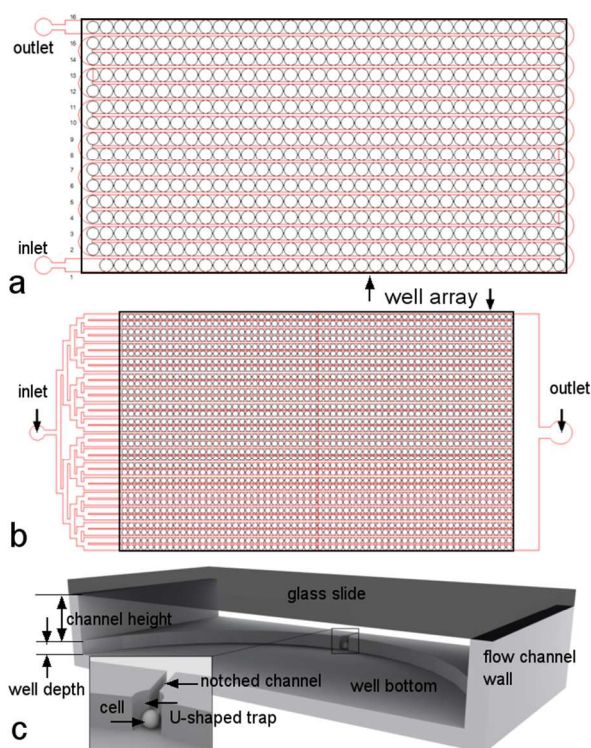 16
outlet
15
14
13
12
11
10
9
8
7
6
5
4
3
2
inlet
1
a
well array
inlet
outlet
b
glass slide
channel height
flow channel
wall
well depth
notched channel
well bottom
cell
U-shaped trap
c